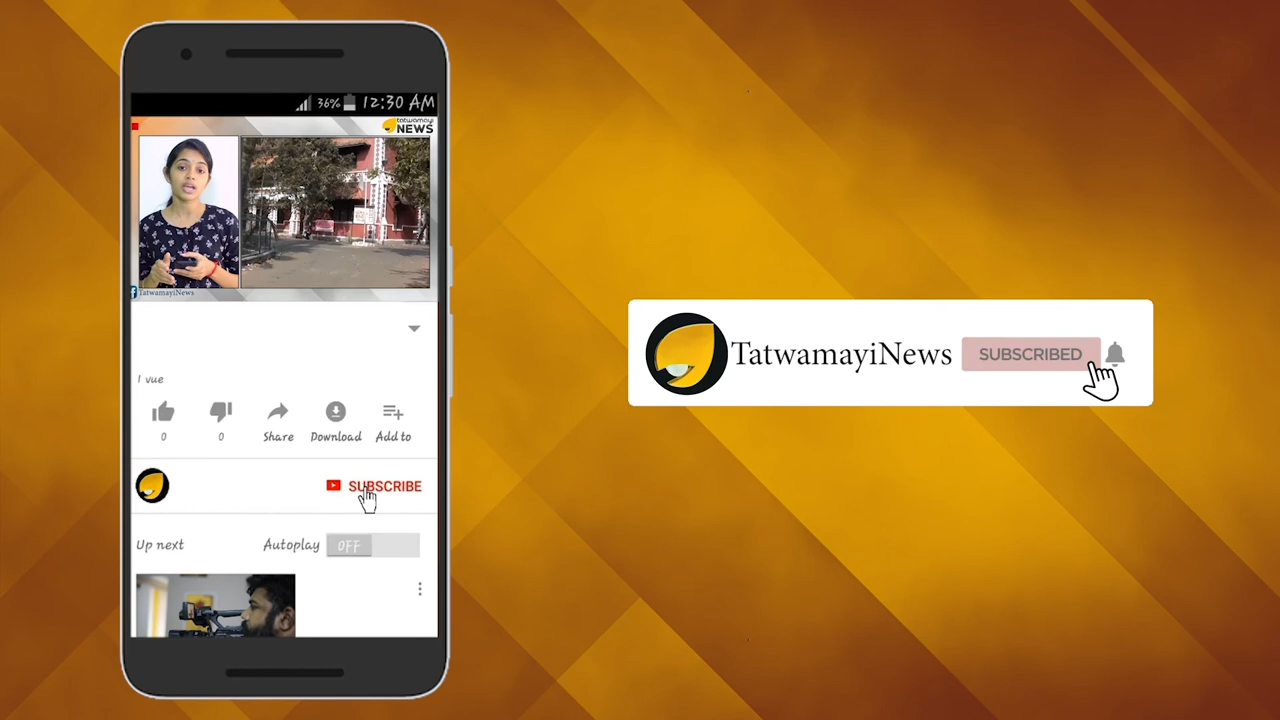 36% 12:30 AM
tatwamayi
NEWS
TatwamayiNews
1 vue
0 0 Share Download Add to
SUBSCRIBE
Up next Autoplay OFF
TatwamayiNews SUBSCRIBED